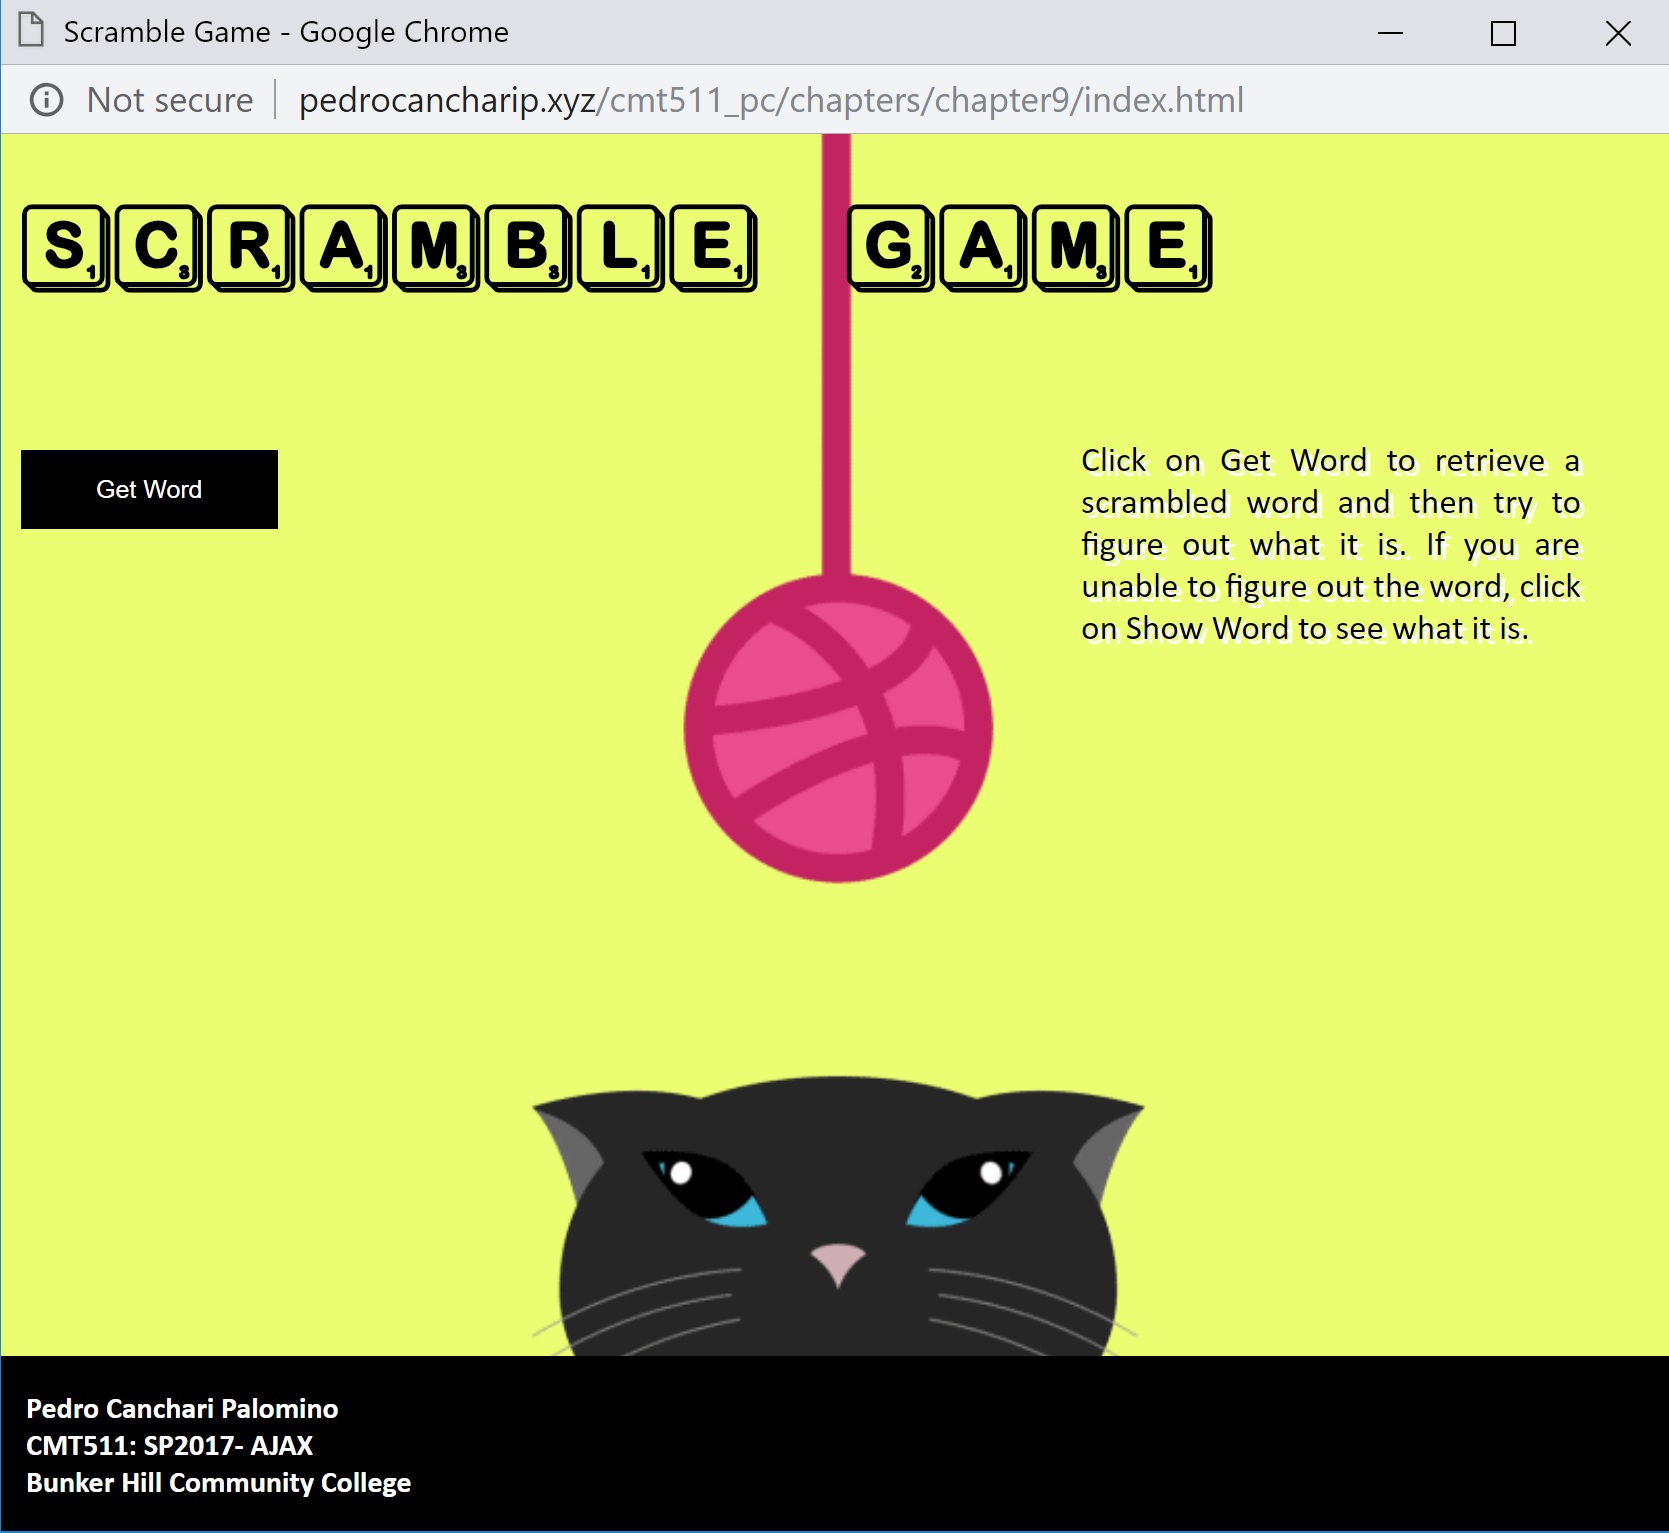 Scramble Game - Google Chrome
Not secure pedrocancharip.xyz/cmt511_pc/chapters/chapter9/index.html
S1 C3 R1 A1 M3 B3 L1 E1 G2 A1 M3 E1
Get Word
Click on Get Word to retrieve a
scrambled word and then try to
figure out what it is. If you are
unable to figure out the word, click
on Show Word to see what it is.
Pedro Canchari Palomino
CMT511: SP2017- AJAX
Bunker Hill Community College